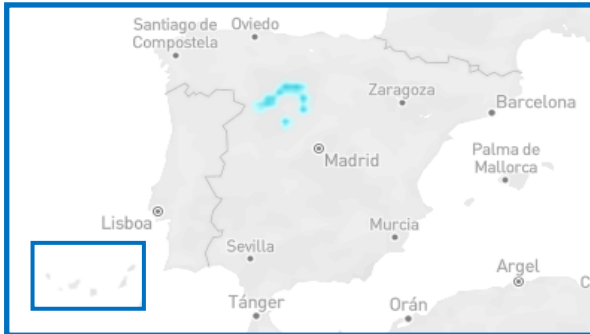 Santiago de
Compostela
Oviedo
Zaragoza
Barcelona
Madrid
Palma de
Mallorca
Lisboa
Murcia
Sevilla
Argel
C
Tánger
Orán